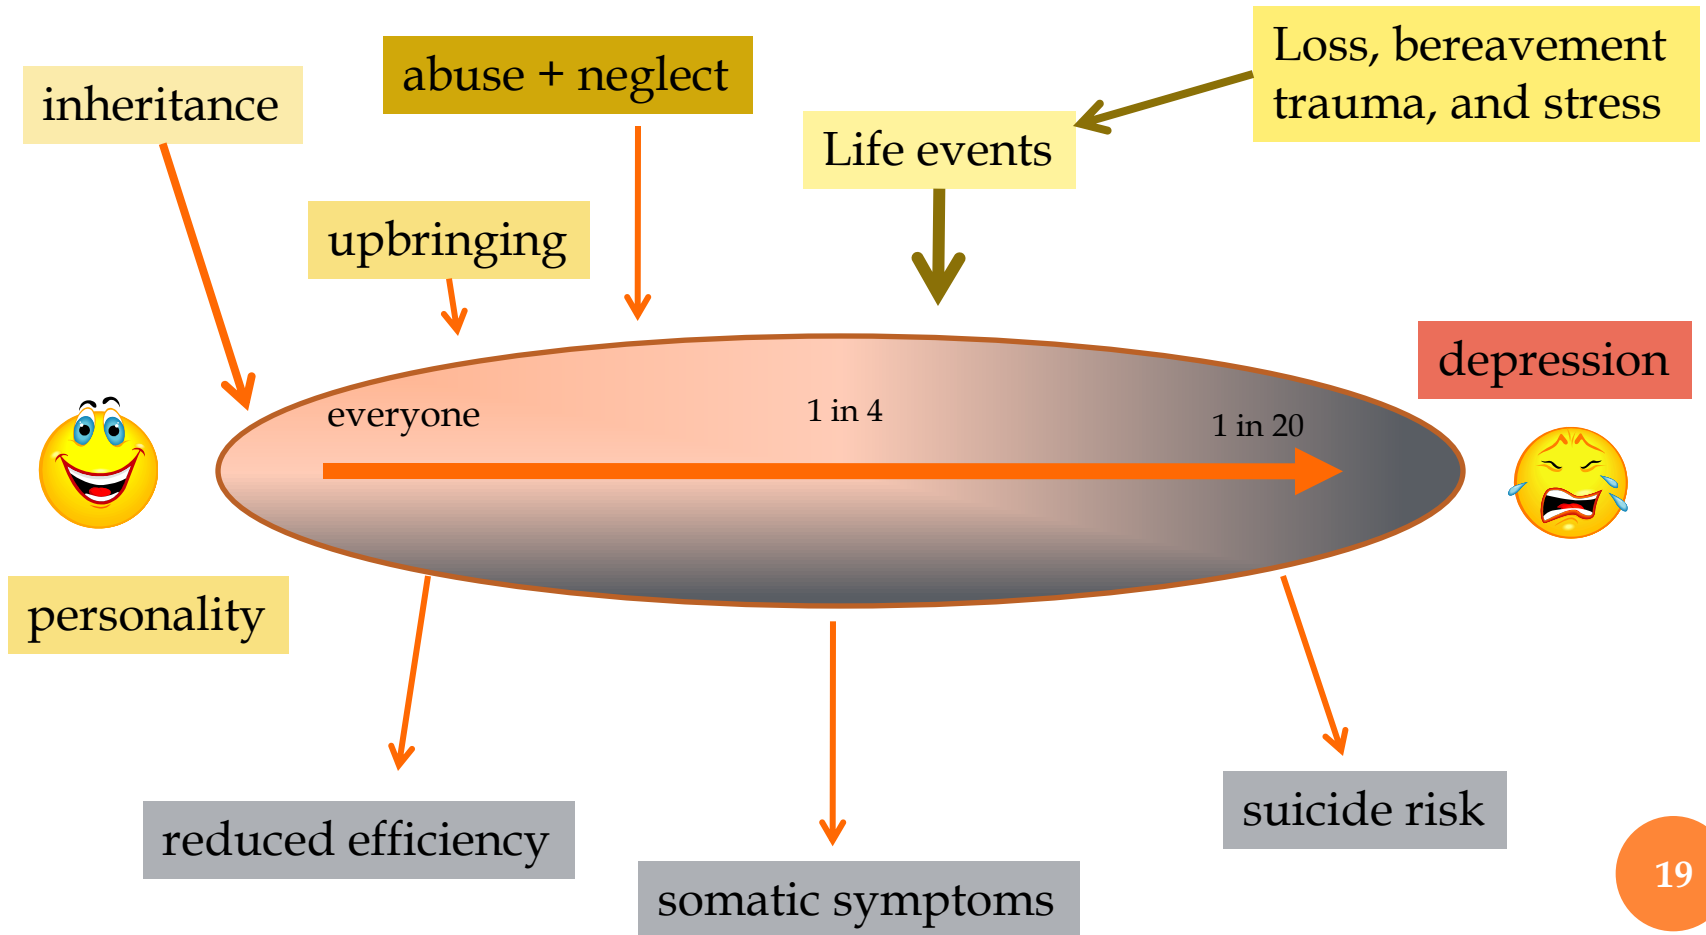 inheritance
abuse + neglect
Loss, bereavement
trauma, and stress
Life events
upbringing
depression
everyone
1 in 4
1 in 20
personality
reduced efficiency
somatic symptoms
suicide risk
19